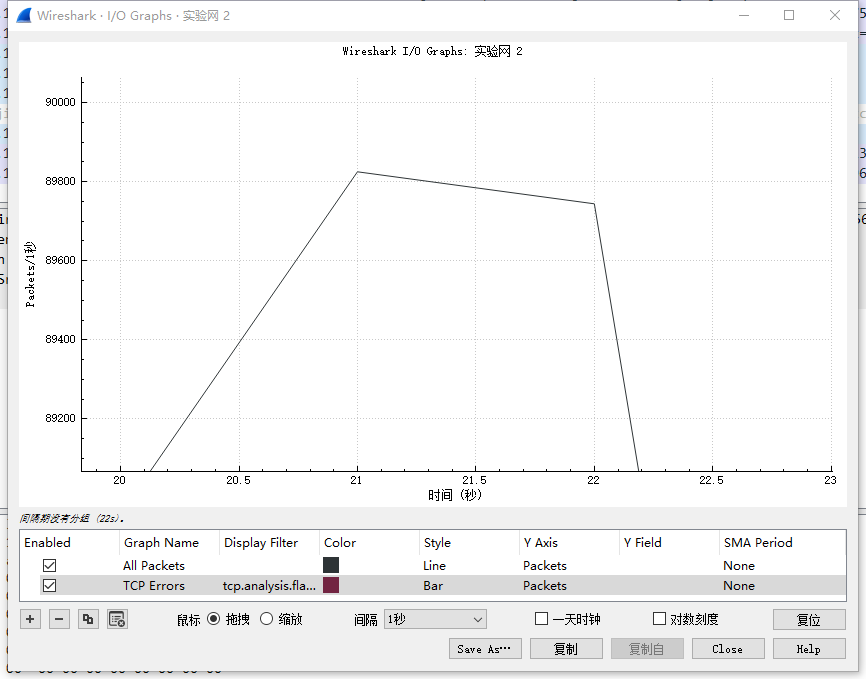 Wireshark · I/O Graphs · 实验网 2
Wireshark I/O Graphs: 实验网 2
90000
89800
89600
89400
89200
Packets/1秒
20 20.5 21 21.5 22 22.5 23
时间 (秒)
间隔期没有分组 (22s)。
Enabled Graph Name Display Filter Color Style Y Axis Y Field SMA Period
All Packets Line Packets None
TCP Errors tcp.analysis.fla... Bar Packets None
鼠标 拖拽 缩放 间隔 1秒 一天时钟 对数刻度 复位
Save As… 复制 复制自 Close Help